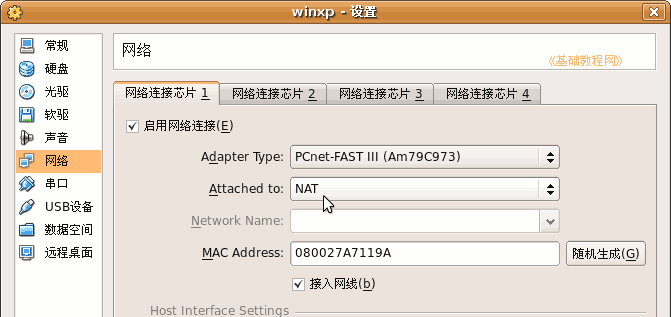 winxp - 设置
常规
硬盘
光驱
软驱
声音
网络
串口
USB设备
数据空间
远程桌面
网络
《基础教程网》
网络连接芯片 1 网络连接芯片 2 网络连接芯片 3 网络连接芯片 4
启用网络连接(E)
Adapter Type: PCnet-FAST III (Am79C973)
Attached to: NAT
Network Name:
MAC Address: 080027A7119A 随机生成(G)
接入网线(b)
Host Interface Settings